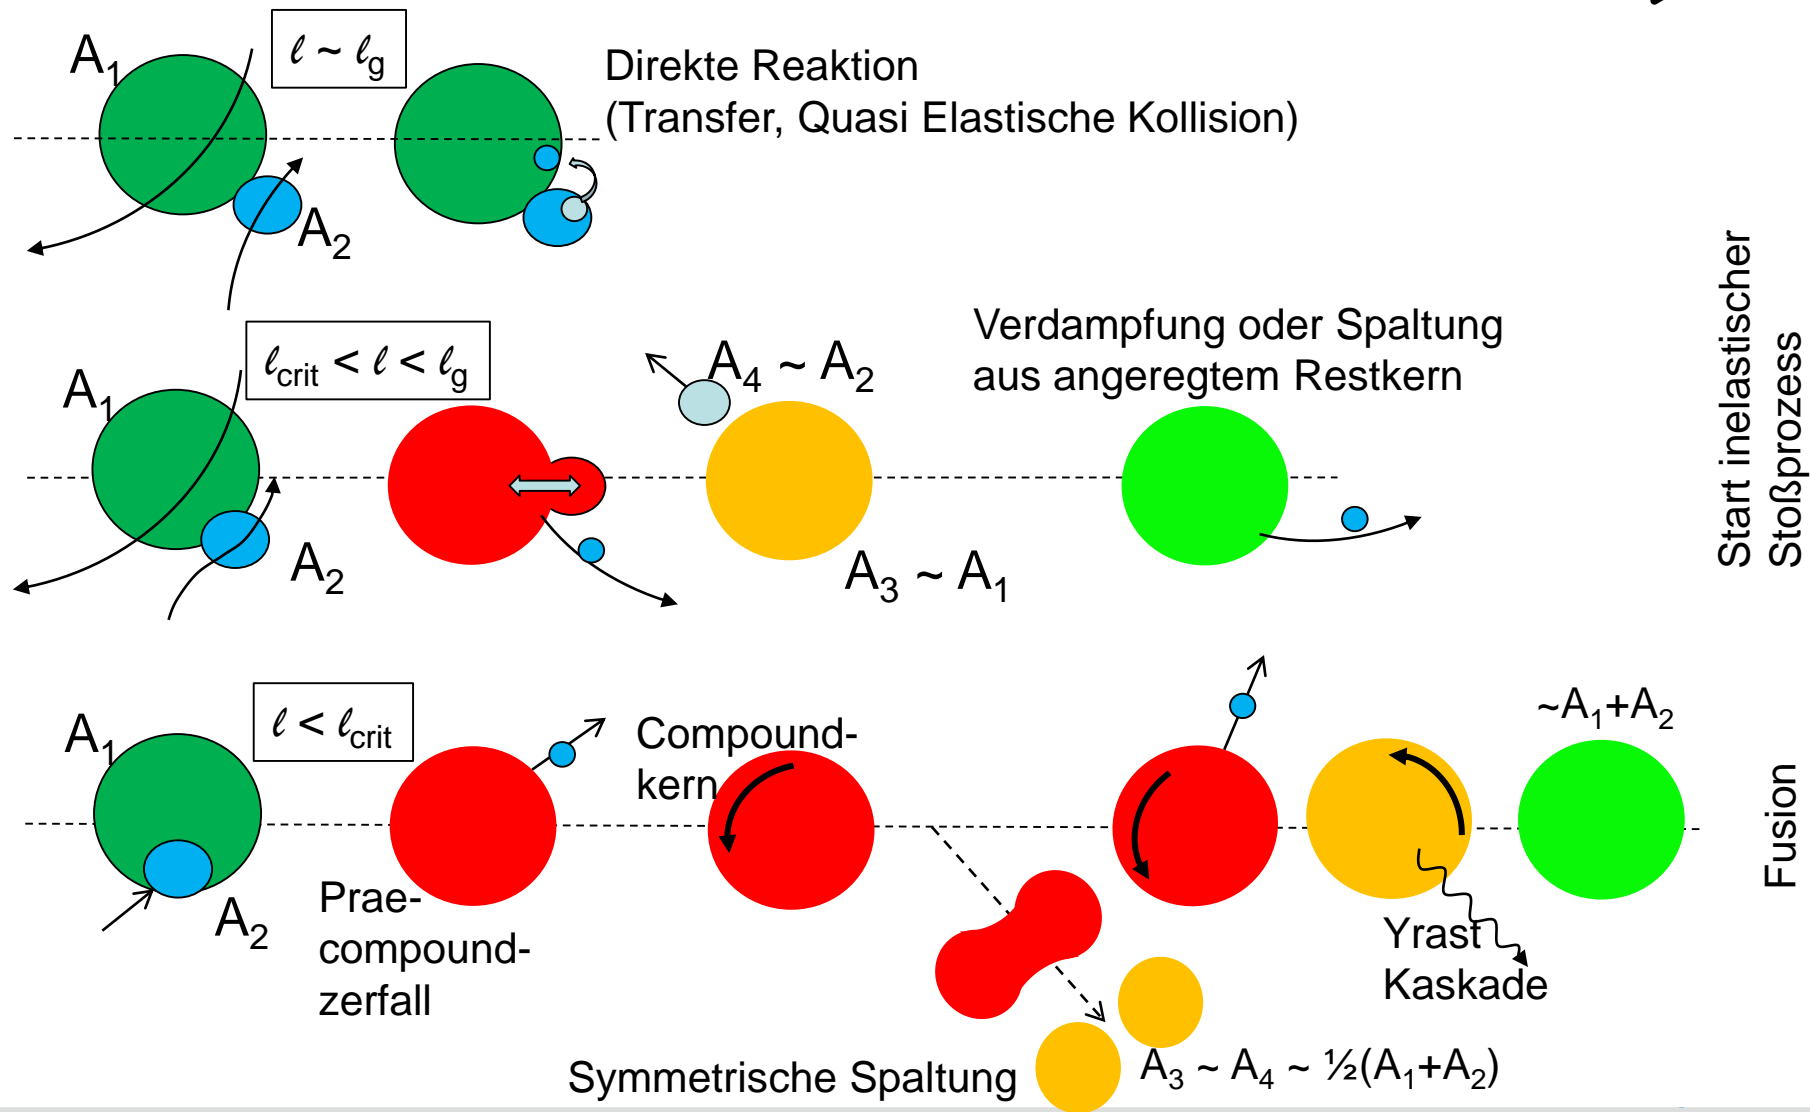 A₁
ℓ ~ ℓg
Direkte Reaktion
(Transfer, Quasi Elastische Kollision)
A₂
A₁
ℓcrit < ℓ < ℓg
A₂
A₄ ~ A₂
A₃ ~ A₁
Verdampfung oder Spaltung
aus angeregtem Restkern
Start inelastischer
Stoßprozess
A₁
ℓ < ℓcrit
A₂
Prae-
compound-
zerfall
Compound-
kern
Symmetrische Spaltung
A₃ ~ A₄ ~ ½(A₁+A₂)
Yrast
Kaskade
~A₁+A₂
Fusion